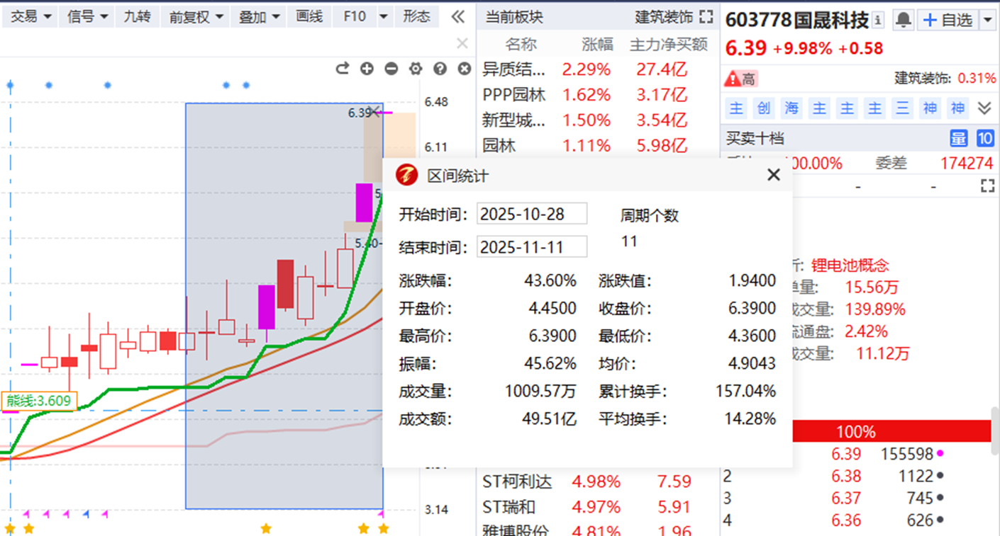 交易 信号 九转 前复权 叠加 画线 F10 形态
当前板块 建筑装饰
603778国晟科技 自选
6.39 +9.98% +0.58
名称 涨幅 主力净买额
高 建筑装饰: 0.31%
异质结... 2.29% 27.4亿
PPP园林 1.62% 3.17亿
新型城... 1.50% 3.54亿
园林 1.11% 5.98亿
主 创 海 主 主 主 三 神 神
买卖十档 量 10
00.00% 委差 174274
- -
6.48
6.39
6.11
5.40
熊线:3.609
3.14
区间统计
开始时间: 2025-10-28 周期个数
结束时间: 2025-11-11 11
涨跌幅: 43.60% 涨跌值: 1.9400
开盘价: 4.4500 收盘价: 6.3900
最高价: 6.3900 最低价: 4.3600
振幅: 45.62% 均价: 4.9043
成交量: 1009.57万 累计换手: 157.04%
成交额: 49.51亿 平均换手: 14.28%
锂电池概念
单量: 15.56万
成交量: 139.89%
流通盘: 2.42%
成交量: 11.12万
100%
6.39 155598
2 6.38 1122
3 6.37 745
4 6.36 626
ST柯利达 4.98% 7.59
ST瑞和 4.97% 5.91
雅博股份 4.81% 1.96